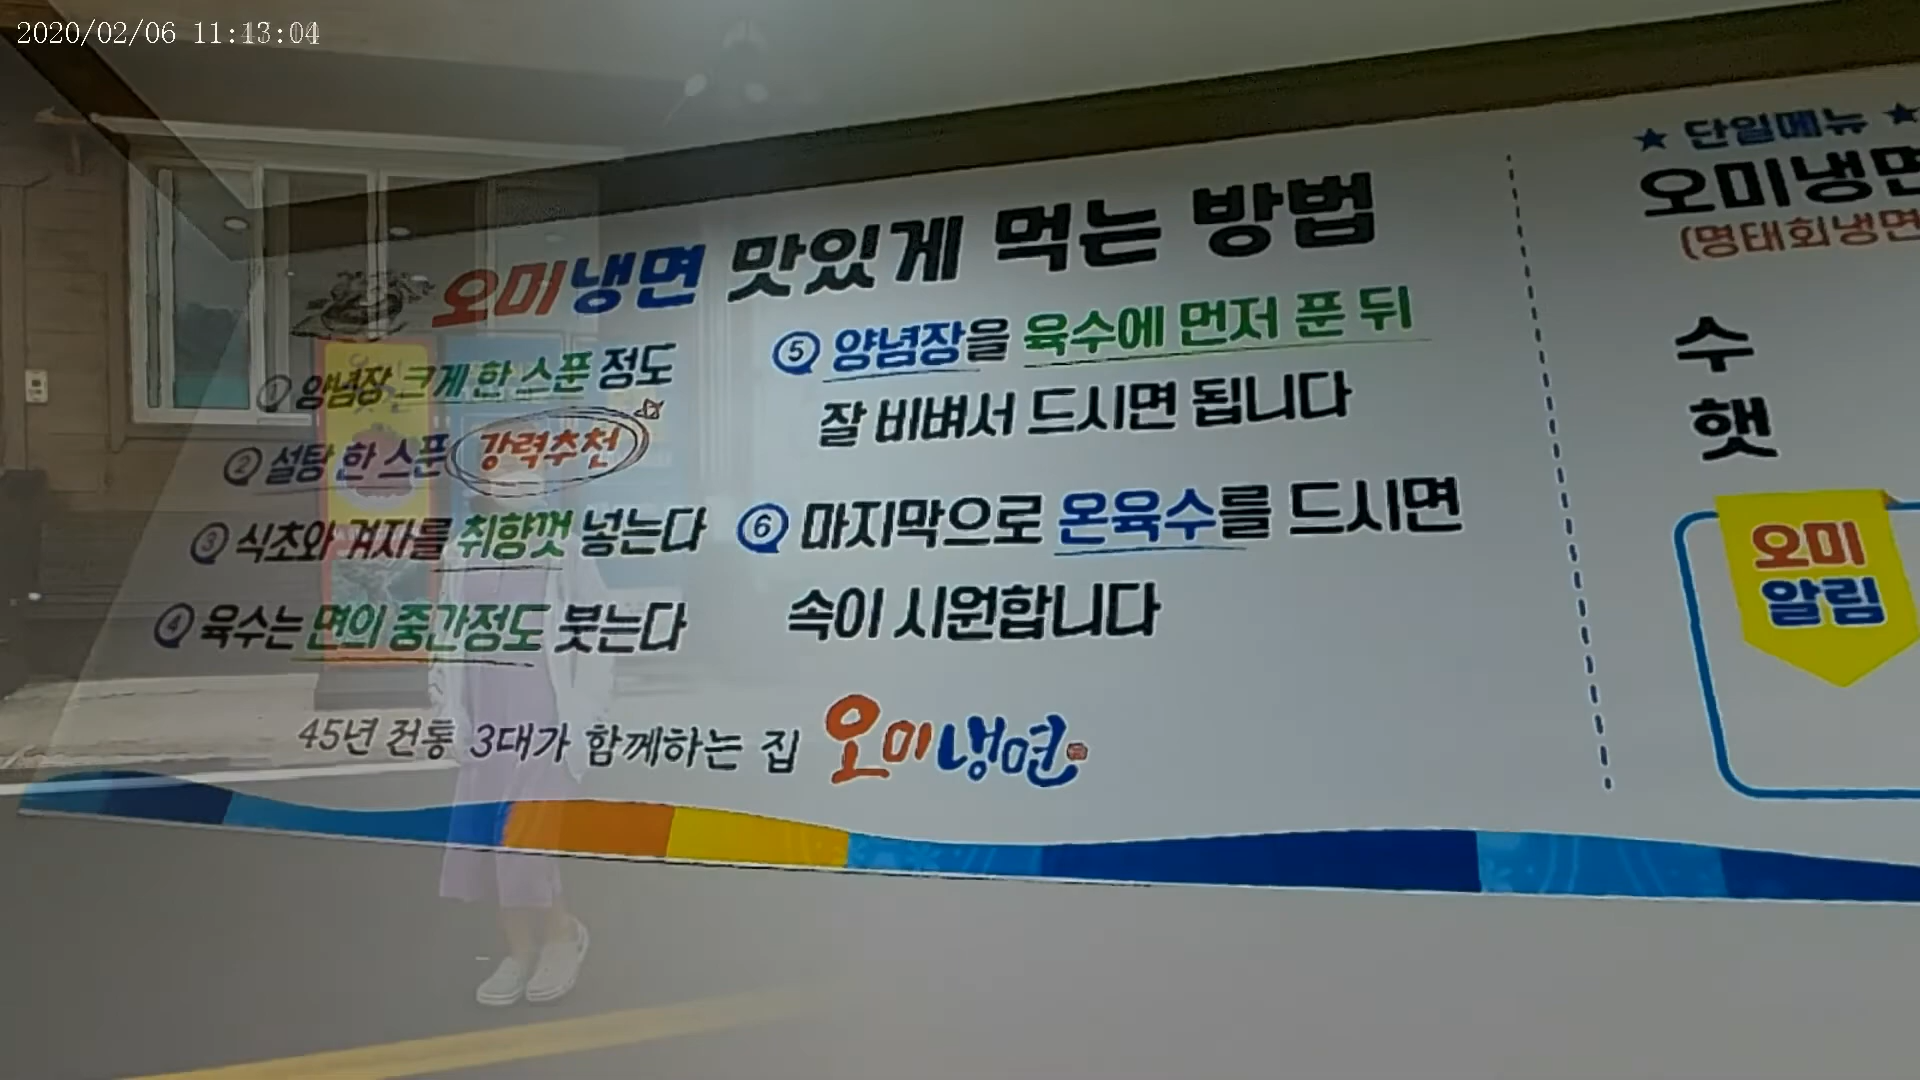 오미냉면 맛있게 먹는 방법
① 양념장 크게 한 스푼 정도
② 설탕 한 스푼 강력추천
③ 식초와 겨자를 취향껏 넣는다
④ 육수는 면의 중간정도 붓는다
⑤ 양념장을 육수에 먼저 푼 뒤
잘 비벼서 드시면 됩니다
⑥ 마지막으로 온육수를 드시면
속이 시원합니다
45년 전통 3대가 함께하는 집 오미냉면
★ 단일메뉴 ★
오미냉면
(명태회냉면
수
햇
오미
알림